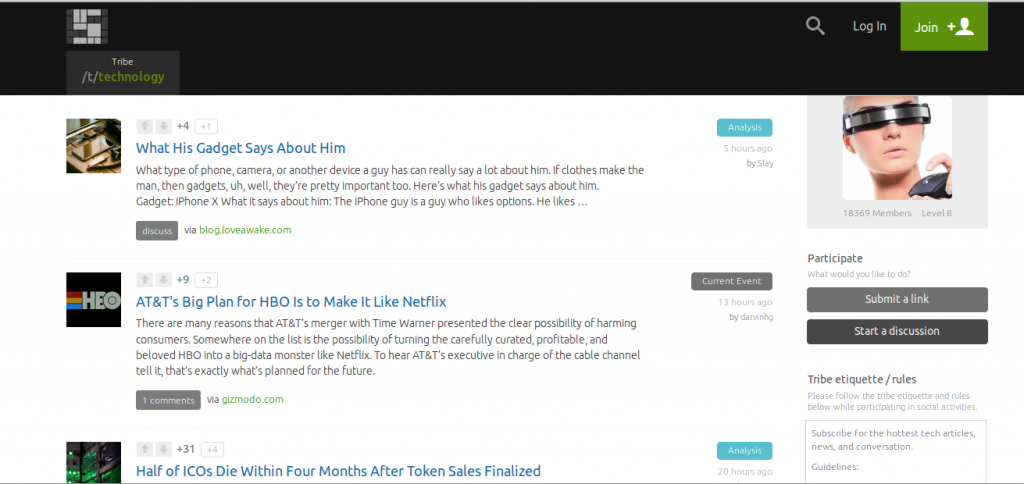 Log In
Join
Tribe
/t/technology
+4
+1
Analysis
What His Gadget Says About Him
5 hours ago
What type of phone, camera, or another device a guy has can really say a lot about him. If clothes make the
by Slay
man, then gadgets, uh, well, they're pretty important too. Here's what his gadget says about him.
Gadget: iPhone X What it says about him: The iPhone guy is a guy who likes options. He likes …
discuss via blog.loveawake.com
18369 Members Level 8
Participate
What would you like to do?
Submit a link
Start a discussion
+9
+2
Current Event
AT&T's Big Plan for HBO Is to Make It Like Netflix
13 hours ago
HBO
There are many reasons that AT&T's merger with Time Warner presented the clear possibility of harming
by darvinhg
consumers. Somewhere on the list is the possibility of turning the carefully curated, profitable, and
beloved HBO into a big-data monster like Netflix. To hear AT&T's executive in charge of the cable channel
tell it, that's exactly what's planned for the future.
1 comments via gizmodo.com
Tribe etiquette / rules
Please follow the tribe etiquette and rules
below while participating in social activities.
Subscribe for the hottest tech articles,
news, and conversation.
Guidelines:
+31
+4
Analysis
Half of ICOs Die Within Four Months After Token Sales Finalized
20 hours ago